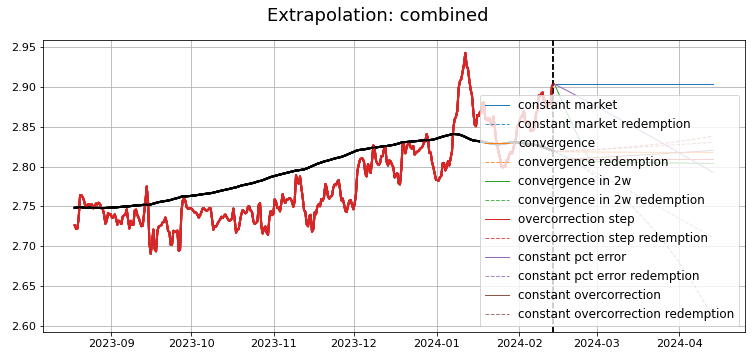 Extrapolation: combined
2.95
2.90
2.85
2.80
2.75
2.70
2.65
2.60
constant market
constant market redemption
convergence
convergence redemption
convergence in 2w
convergence in 2w redemption
overcorrection step
overcorrection step redemption
constant pct error
constant pct error redemption
constant overcorrection
constant overcorrection redemption
2023-09 2023-10 2023-11 2023-12 2024-01 2024-02 2024-03 2024-04